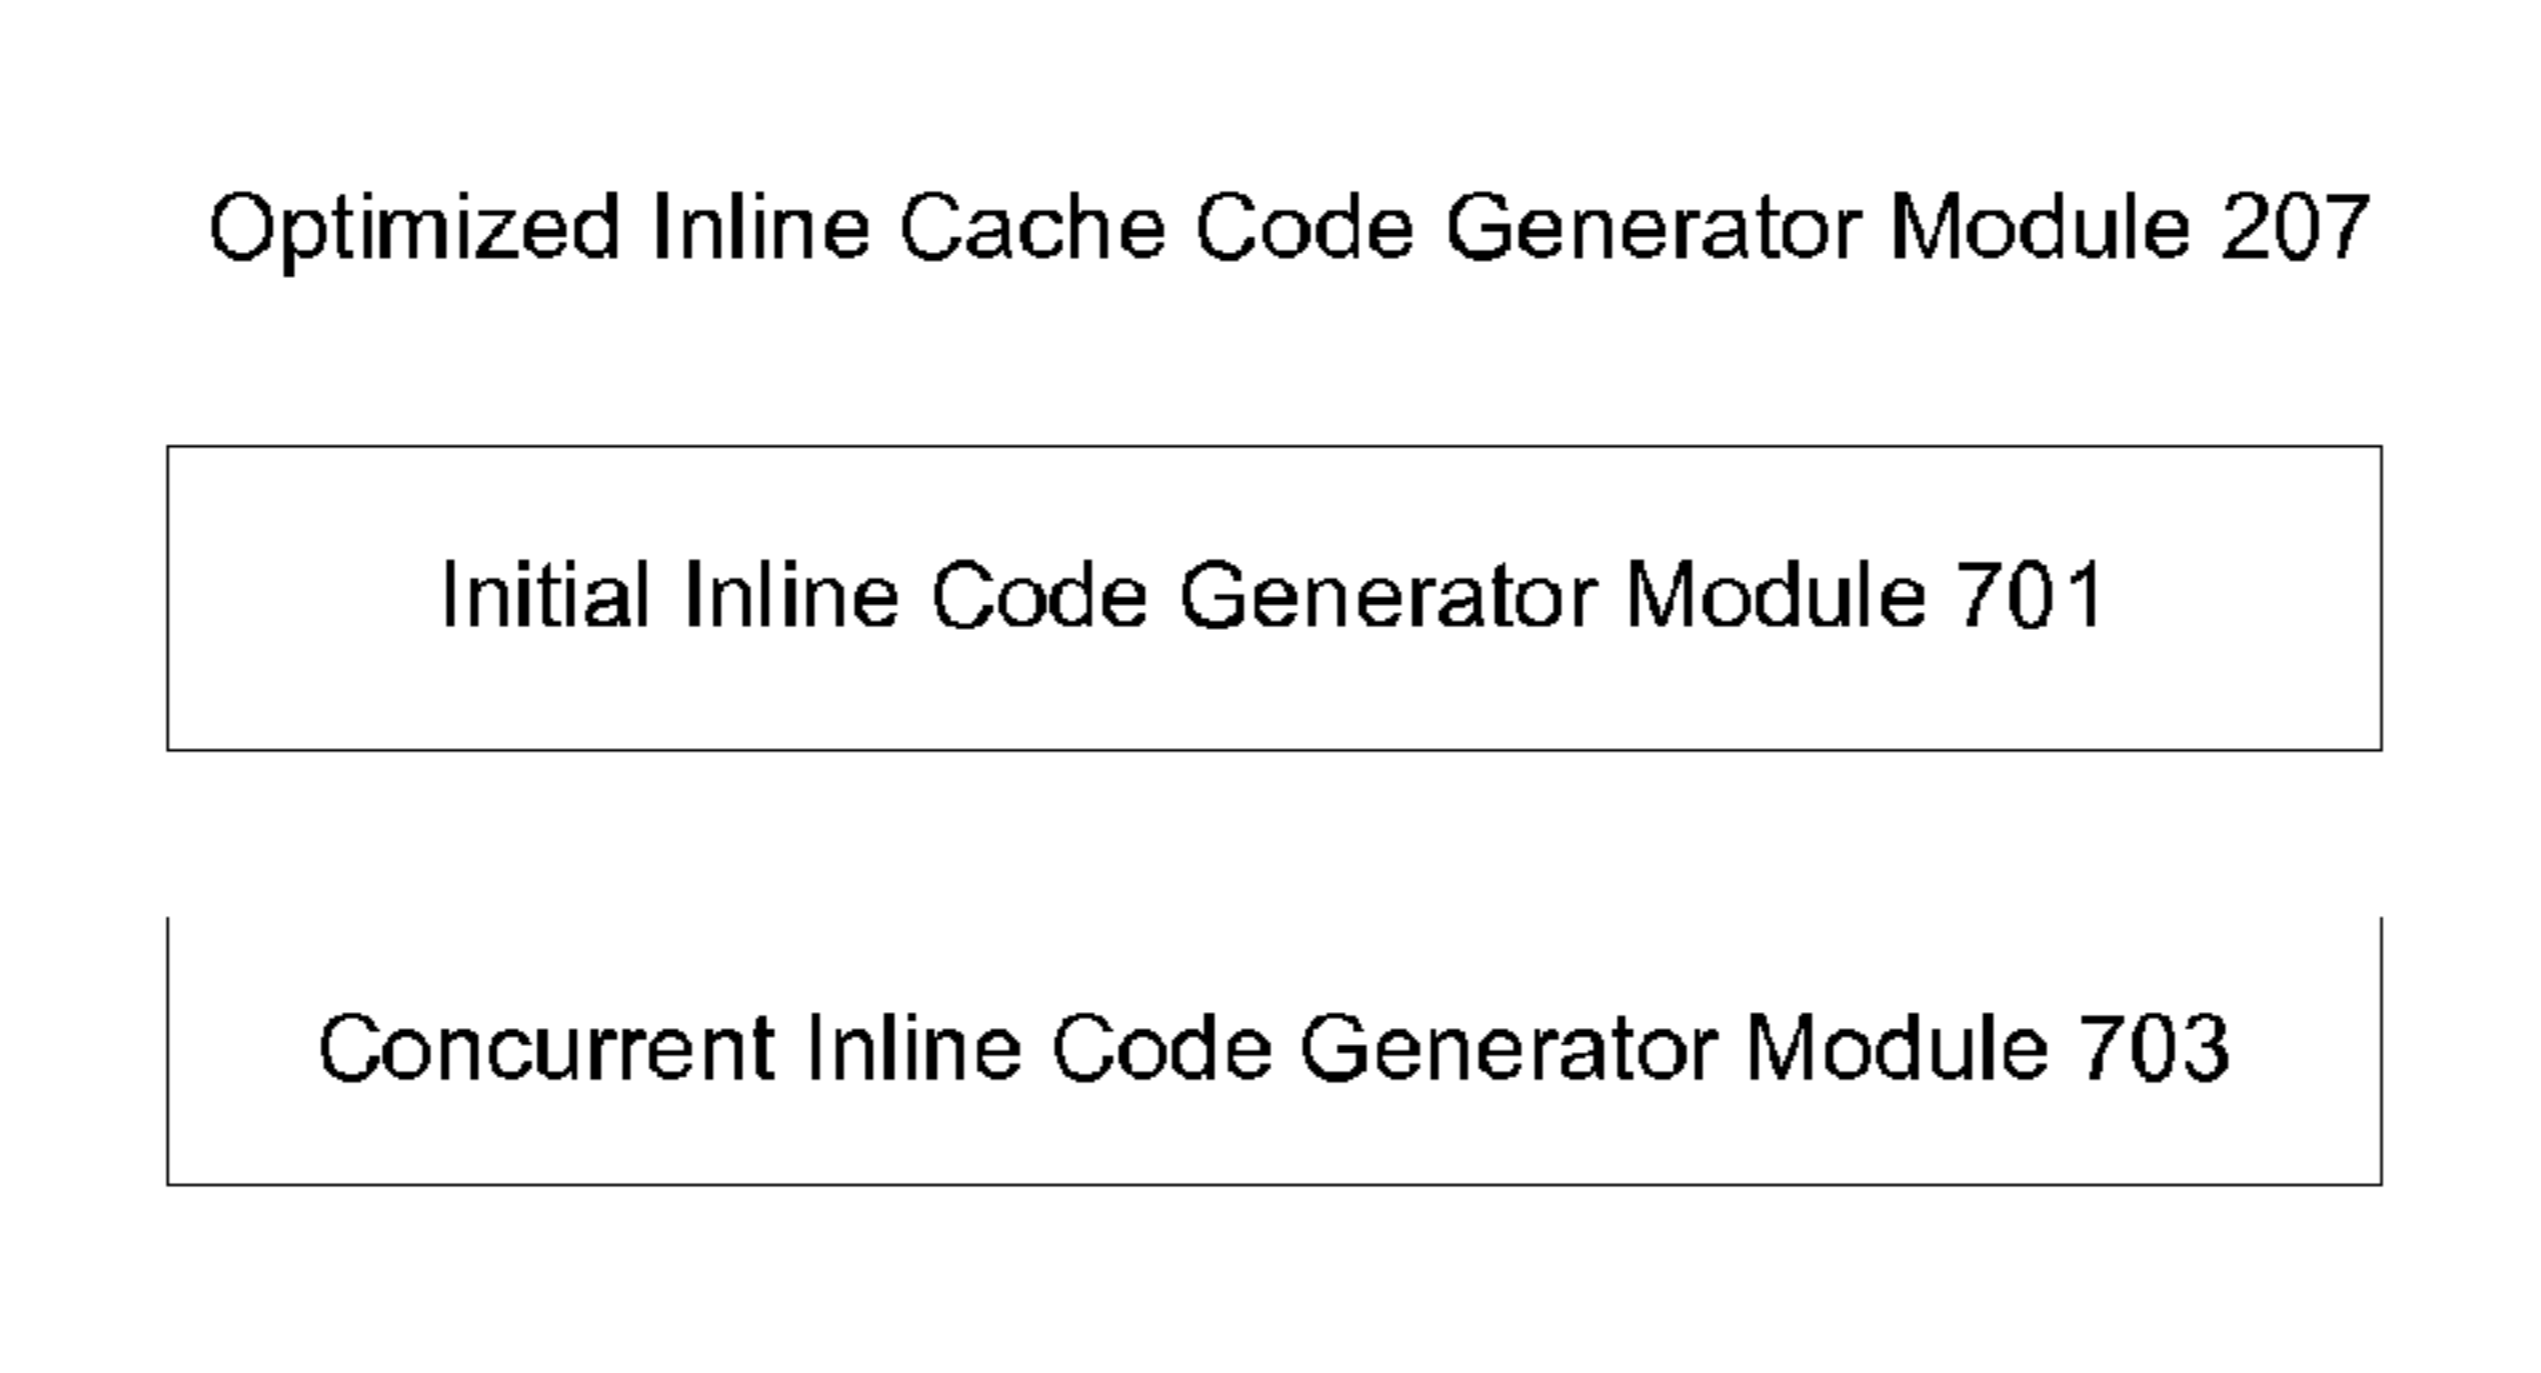 Optimized Inline Cache Code Generator Module 207
Initial Inline Code Generator Module 701
Concurrent Inline Code Generator Module 703